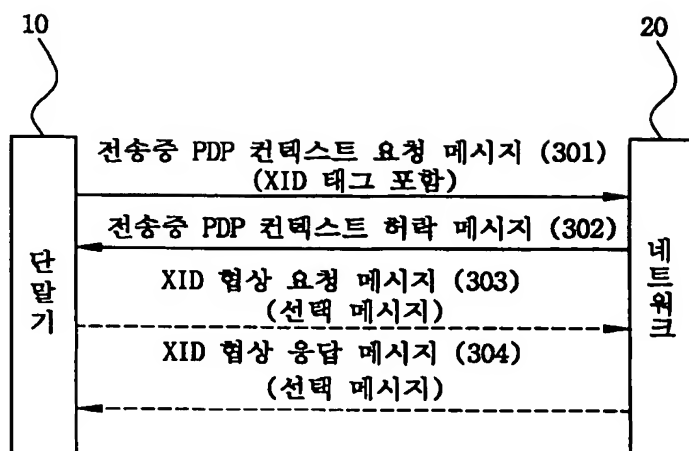 10
20
전송중 PDP 컨텍스트 요청 메시지 (301)
(XID 태그 포함)
전송중 PDP 컨텍스트 허락 메시지 (302)
XID 협상 요청 메시지 (303)
(선택 메시지)
XID 협상 응답 메시지 (304)
(선택 메시지)
단말기
네트워크